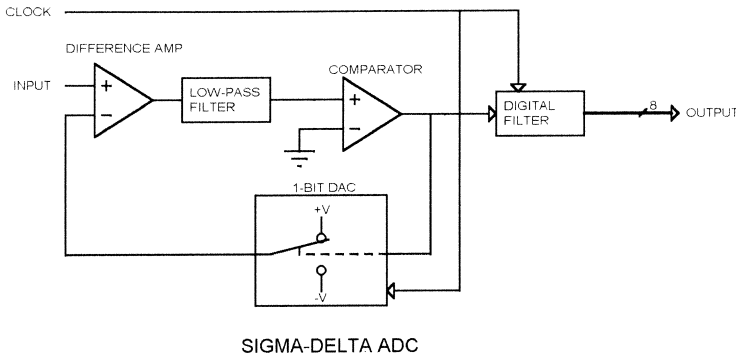 CLOCK
DIFFERENCE AMP
INPUT
+
−
LOW-PASS
FILTER
COMPARATOR
+
−
DIGITAL
FILTER
8
OUTPUT
1-BIT DAC
+V
-V
SIGMA-DELTA ADC